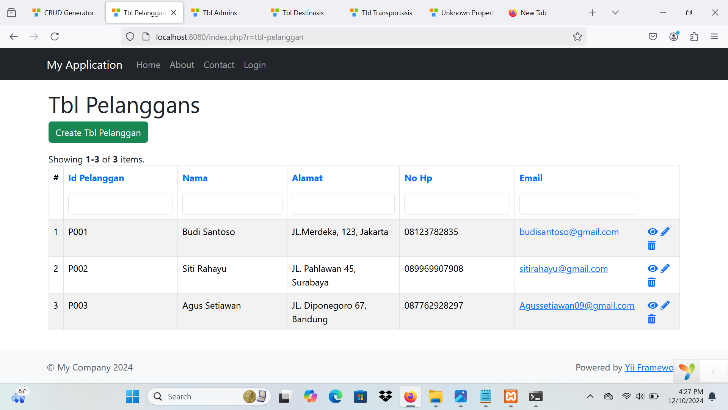 CRUD Generator
Tbl Pelanggan
Tbl Admins
Tbl Destinasis
Tbl Transportasis
Unknown Proper
New Tab
localhost:8080/index.php?r=tbl-pelanggan
My Application Home About Contact Login
Tbl Pelanggans
Create Tbl Pelanggan
Showing 1-3 of 3 items.
# Id Pelanggan Nama Alamat No Hp Email
1 P001 Budi Santoso JL.Merdeka, 123, Jakarta 08123782835 budisantoso@gmail.com
2 P002 Siti Rahayu JL. Pahlawan 45, 089969907908 sitirahayu@gmail.com
Surabaya
3 P003 Agus Setiawan JL. Diponegoro 67, 087762928297 Agussetiawan09@gmail.com
Bandung
© My Company 2024 Powered by Yii Framewo
87°
Search
4:27 PM
12/10/2024